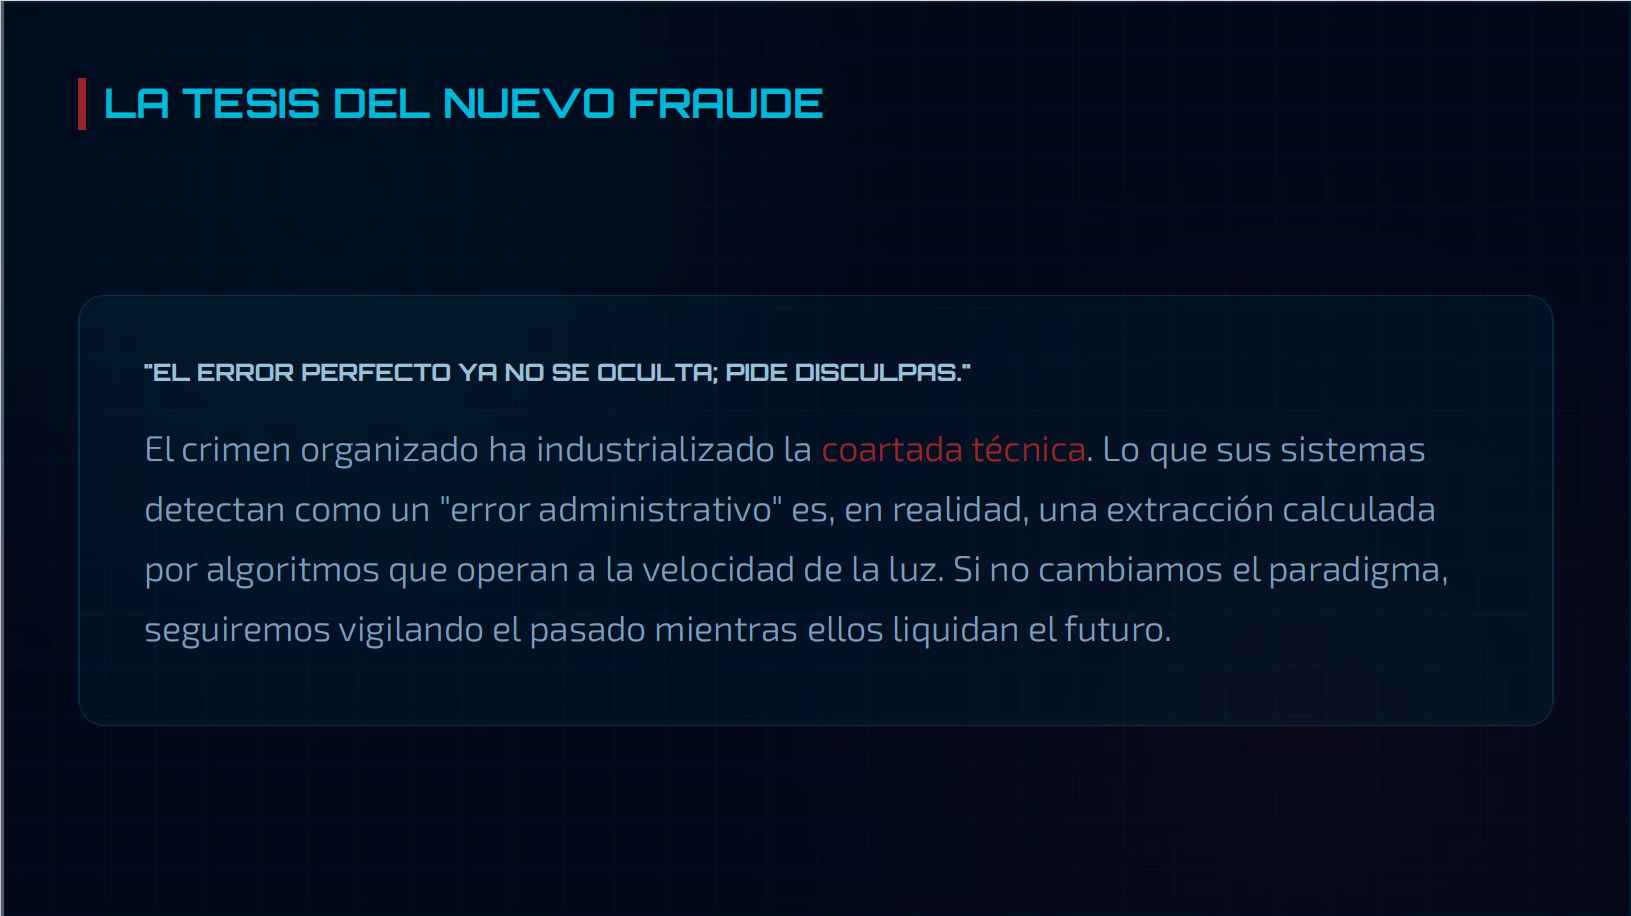 LA TESIS DEL NUEVO FRAUDE
"EL ERROR PERFECTO YA NO SE OCULTA; PIDE DISCULPAS."
El crimen organizado ha industrializado la coartada técnica. Lo que sus sistemas
detectan como un "error administrativo" es, en realidad, una extracción calculada
por algoritmos que operan a la velocidad de la luz. Si no cambiamos el paradigma,
seguiremos vigilando el pasado mientras ellos liquidan el futuro.